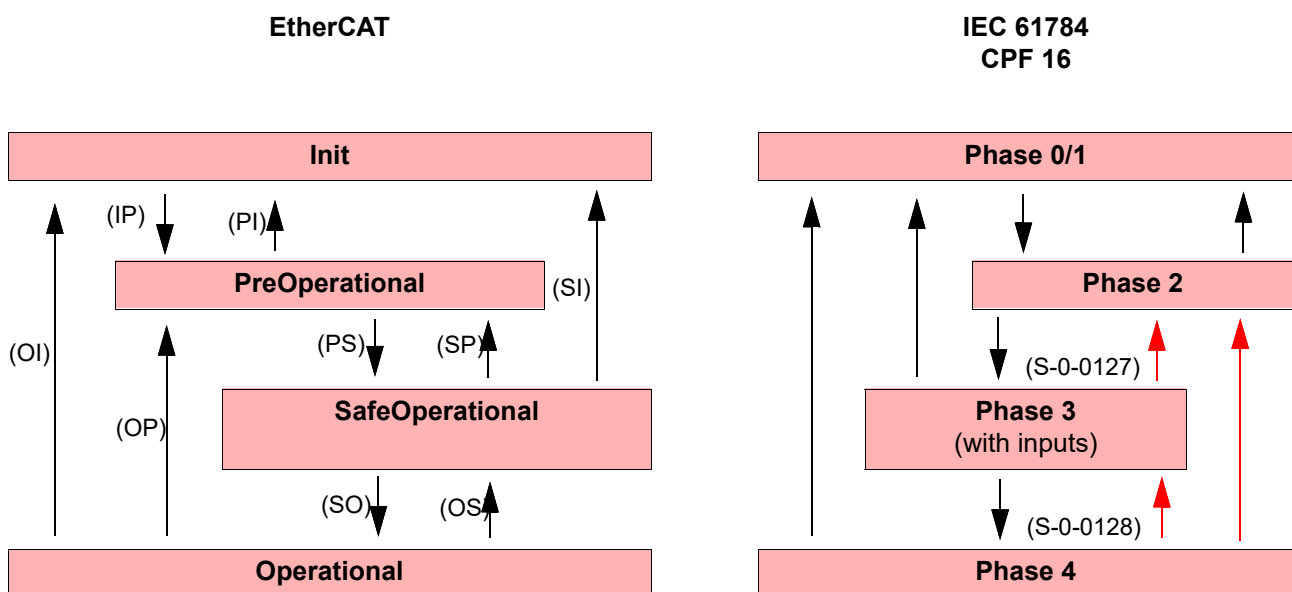 EtherCAT
IEC 61784
CPF 16
Init
Phase 0/1
(IP)
(PI)
PreOperational
Phase 2
(SI)
(OI)
(PS)
(SP)
(S-0-0127)
SafeOperational
Phase 3
(with inputs)
(OP)
(SO)
(OS)
(S-0-0128)
Operational
Phase 4